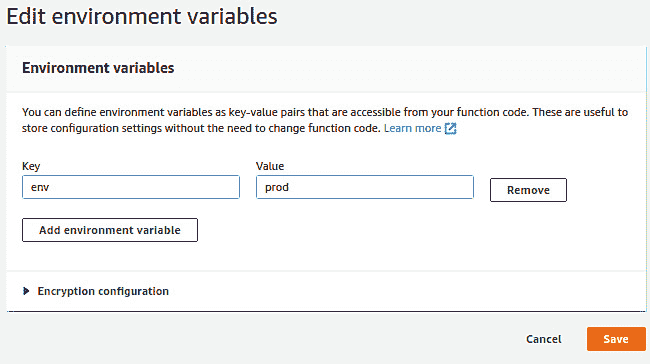 Edit environment variables
Environment variables
You can define environment variables as key-value pairs that are accessible from your function code. These are useful to
store configuration settings without the need to change function code. Learn more
Key Value
env prod Remove
Add environment variable
Encryption configuration
Cancel Save